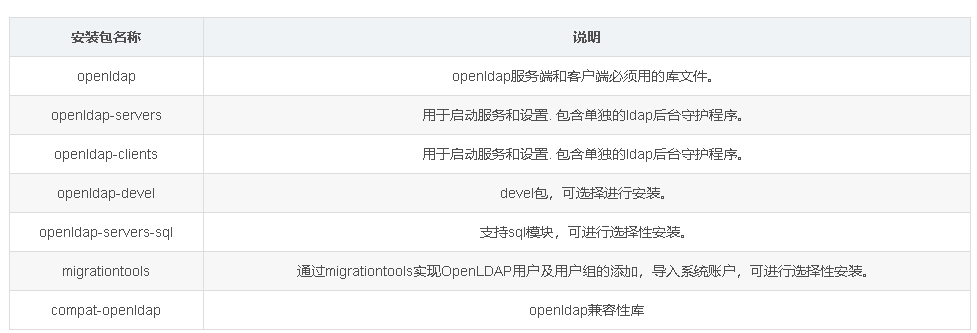 安装包名称 说明
openldap openldap服务端和客户端必须用的库文件。
openldap-servers 用于启动服务和设置. 包含单独的ldap后台守护程序。
openldap-clients 用于启动服务和设置. 包含单独的ldap后台守护程序。
openldap-devel devel包，可选择进行安装。
openldap-servers-sql 支持sql模块，可进行选择性安装。
migrationtools 通过migrationtools实现OpenLDAP用户及用户组的添加，导入系统账户，可进行选择性安装。
compat-openldap openldap兼容性库